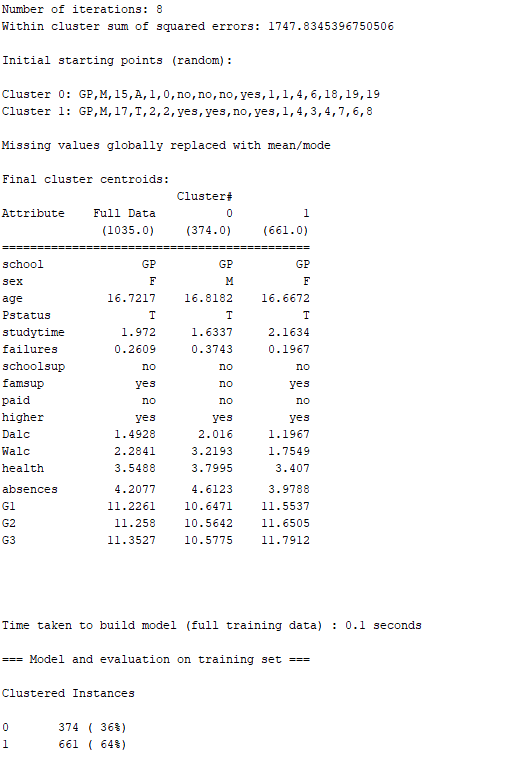 Number of iterations: 8
Within cluster sum of squared errors: 1747.8345396750506
Initial starting points (random):
Cluster 0: GP,M,15,A,1,0,no,no,no,yes,1,1,4,6,18,19,19
Cluster 1: GP,M,17,T,2,2,yes,yes,no,yes,1,4,3,4,7,6,8
Missing values globally replaced with mean/mode
Final cluster centroids:
Cluster#
Attribute Full Data 0 1
(1035.0) (374.0) (661.0)
============================================
school GP GP GP
sex F M F
age 16.7217 16.8182 16.6672
Pstatus T T T
studytime 1.972 1.6337 2.1634
failures 0.2609 0.3743 0.1967
schoolsup no no no
famsup yes no yes
paid no no no
higher yes yes yes
Dalc 1.4928 2.016 1.1967
Walc 2.2841 3.2193 1.7549
health 3.5488 3.7995 3.407
absences 4.2077 4.6123 3.9788
G1 11.2261 10.6471 11.5537
G2 11.258 10.5642 11.6505
G3 11.3527 10.5775 11.7912
Time taken to build model (full training data) : 0.1 seconds
=== Model and evaluation on training set ===
Clustered Instances
0 374 ( 36%)
1 661 ( 64%)